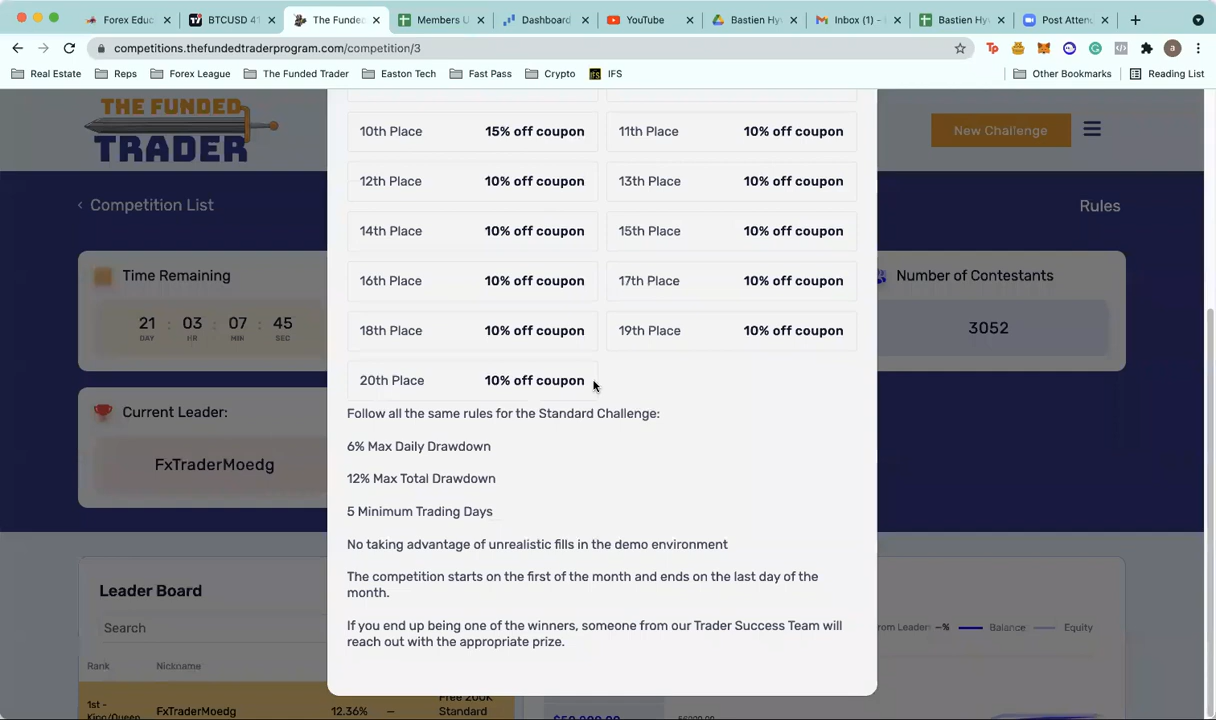 Forex Educ
BTCUSD 41
The Funde
Members U
Dashboard
YouTube
Bastien Hy
Inbox (1) -
Bastien Hy
Post Atten
competitions.thefundedtraderprogram.com/competition/3
Real Estate
Reps
Forex League
The Funded Trader
Easton Tech
Fast Pass
Crypto
IFS
Other Bookmarks
Reading List
THE FUNDED
TRADER
New Challenge
Competition List
Rules
Time Remaining
21 : 03 : 07 : 45
DAY HR MIN SEC
Number of Contestants
3052
Current Leader:
FxTraderMoedg
10th Place 15% off coupon
11th Place 10% off coupon
12th Place 10% off coupon
13th Place 10% off coupon
14th Place 10% off coupon
15th Place 10% off coupon
16th Place 10% off coupon
17th Place 10% off coupon
18th Place 10% off coupon
19th Place 10% off coupon
20th Place 10% off coupon
Follow all the same rules for the Standard Challenge:
6% Max Daily Drawdown
12% Max Total Drawdown
5 Minimum Trading Days
No taking advantage of unrealistic fills in the demo environment
The competition starts on the first of the month and ends on the last day of the
month.
If you end up being one of the winners, someone from our Trader Success Team will
reach out with the appropriate prize.
Leader Board
Search
Rank Nickname
1st -
King/Queen
FxTraderMoedg 12.36% —
Free 200K
Standard
rom Leader: —% Balance Equity
$50,000.00